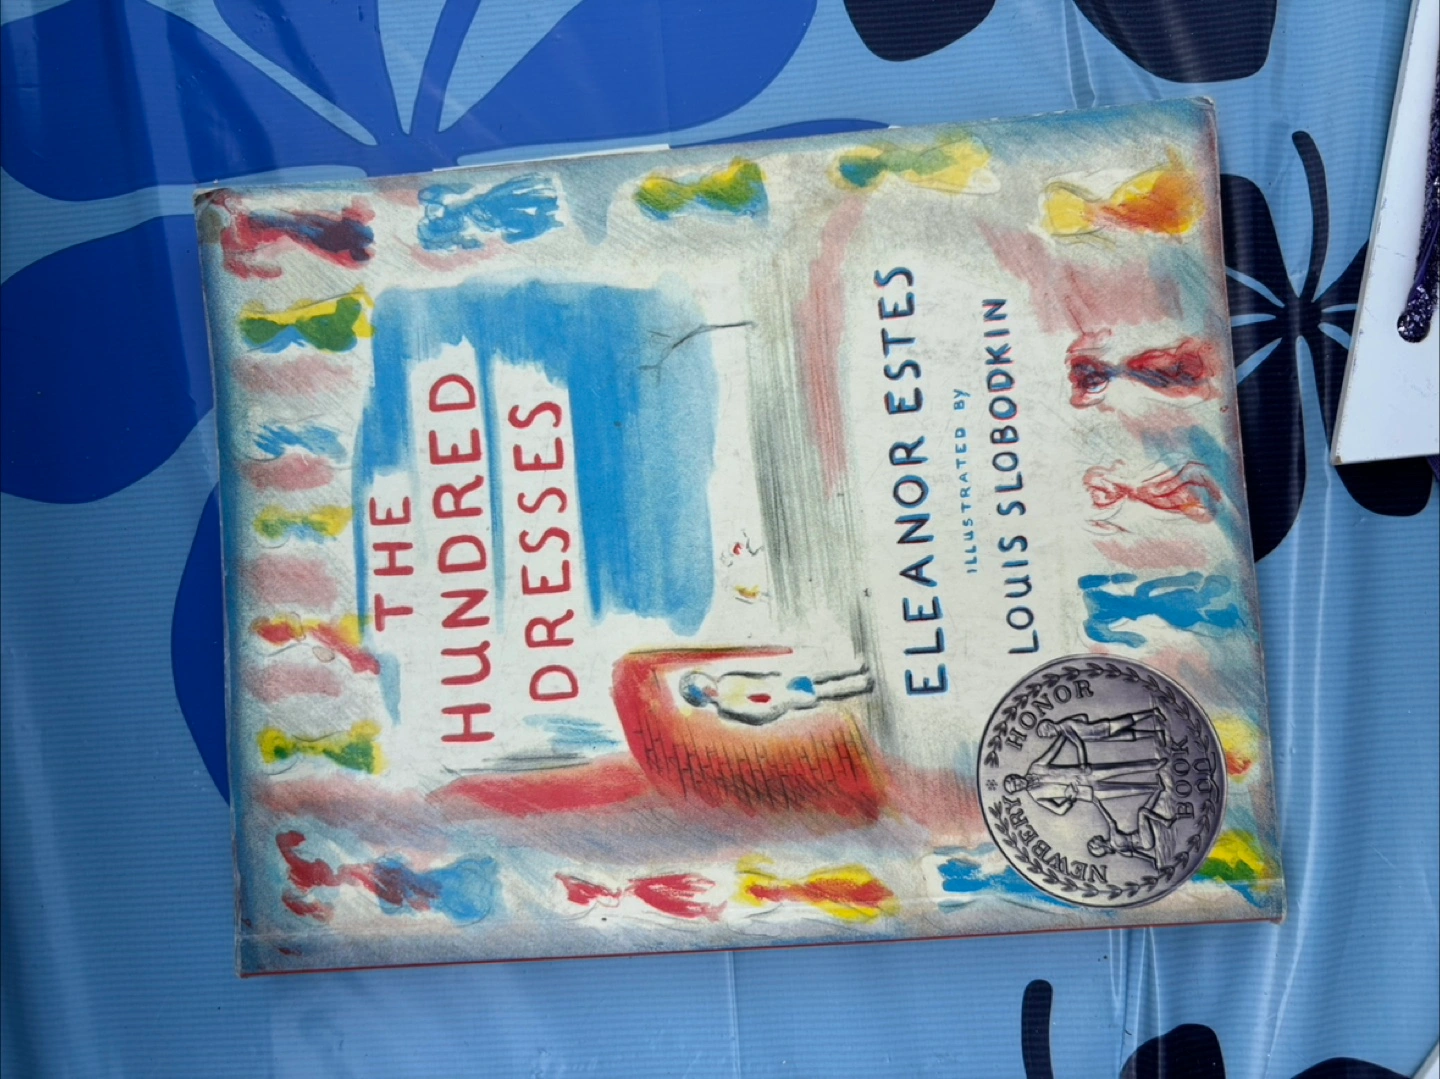 THE
HUNDRED
DRESSES
ELEANOR ESTES
ILLUSTRATED BY
LOUIS SLOBODKIN
NEWBERY HONOR BOOK